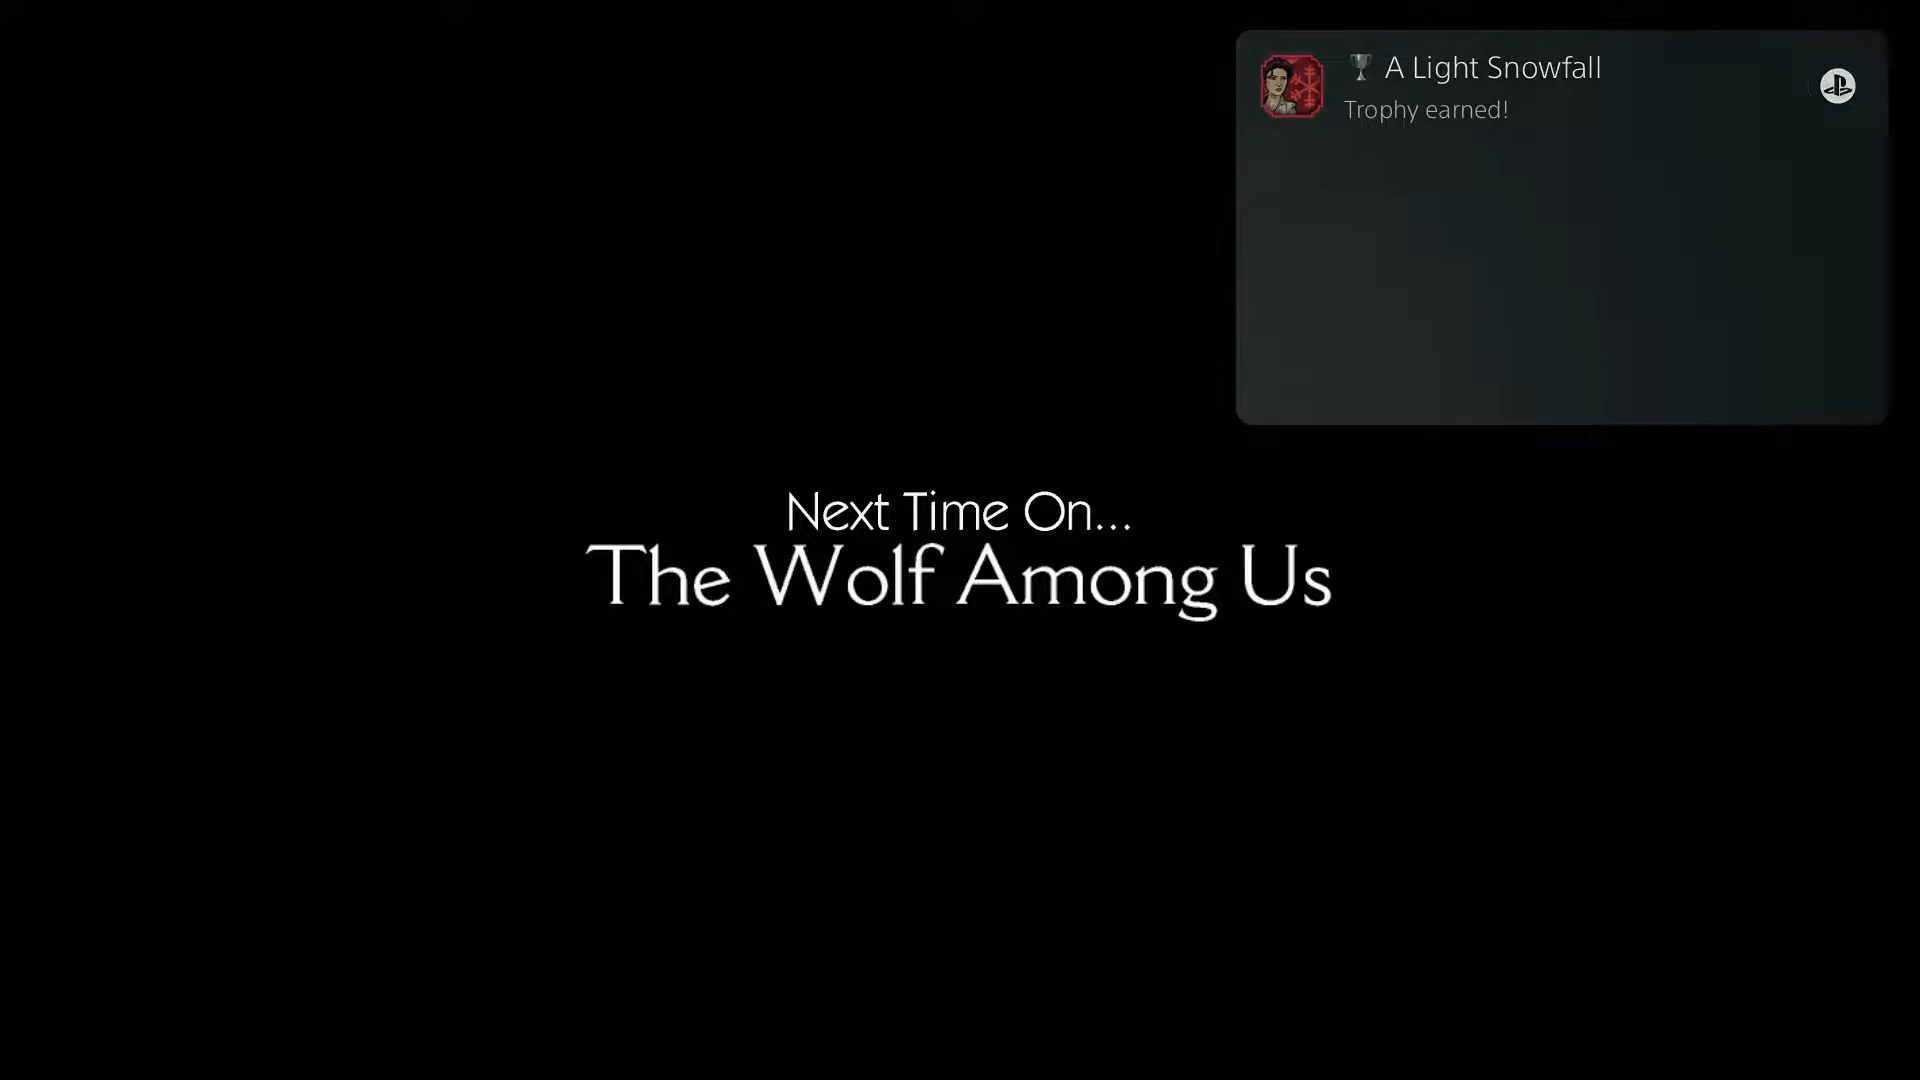 A Light Snowfall
Trophy earned!
Next Time On...
The Wolf Among Us